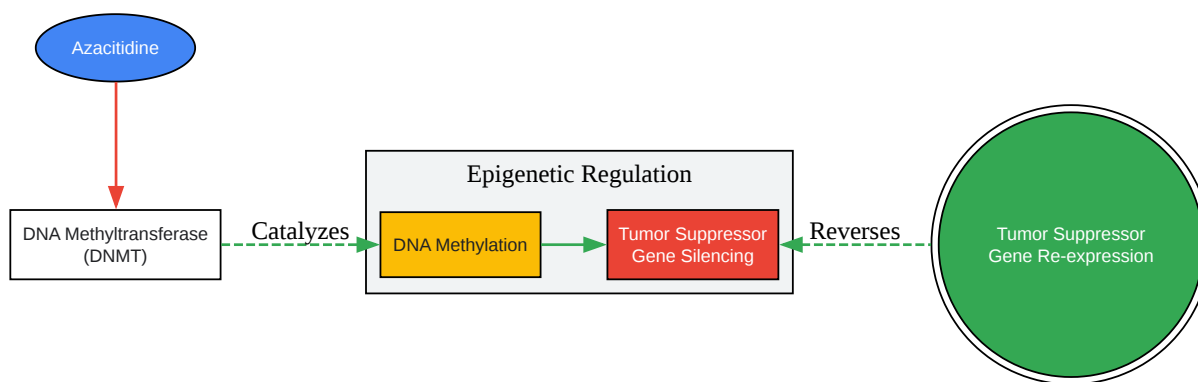 Azacitidine
DNA Methyltransferase
(DNMT)
Catalyzes
Epigenetic Regulation
DNA Methylation
Tumor Suppressor
Gene Silencing
Reverses
Tumor Suppressor
Gene Re-expression